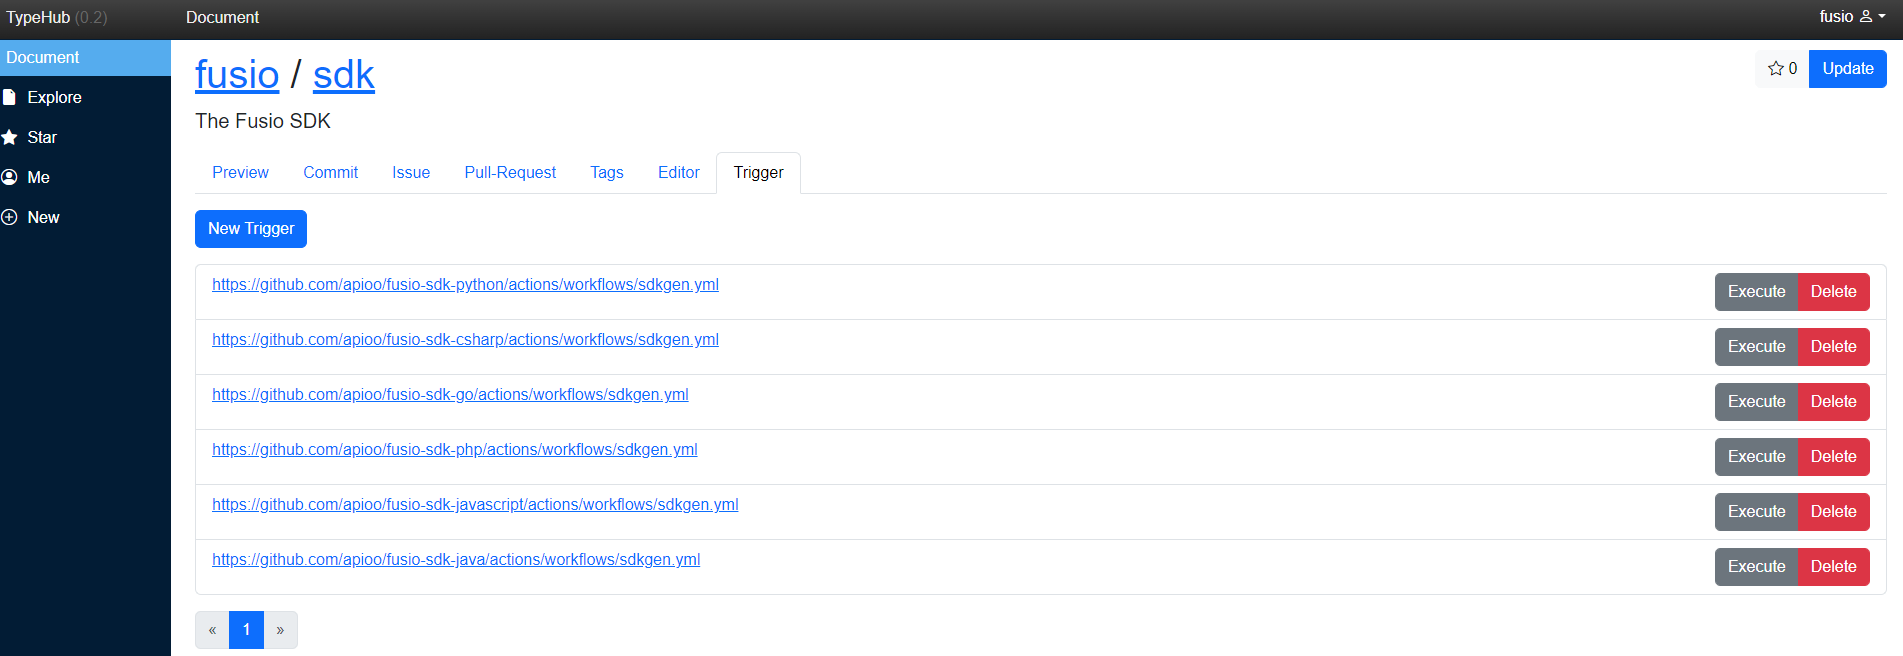 TypeHub (0.2)
Document
fusio
Document
Explore
Star
Me
New
fusio / sdk
0
Update
The Fusio SDK
Preview
Commit
Issue
Pull-Request
Tags
Editor
Trigger
New Trigger
https://github.com/apioo/fusio-sdk-python/actions/workflows/sdkgen.yml
Execute
Delete
https://github.com/apioo/fusio-sdk-csharp/actions/workflows/sdkgen.yml
Execute
Delete
https://github.com/apioo/fusio-sdk-go/actions/workflows/sdkgen.yml
Execute
Delete
https://github.com/apioo/fusio-sdk-php/actions/workflows/sdkgen.yml
Execute
Delete
https://github.com/apioo/fusio-sdk-javascript/actions/workflows/sdkgen.yml
Execute
Delete
https://github.com/apioo/fusio-sdk-java/actions/workflows/sdkgen.yml
Execute
Delete
« 1 »